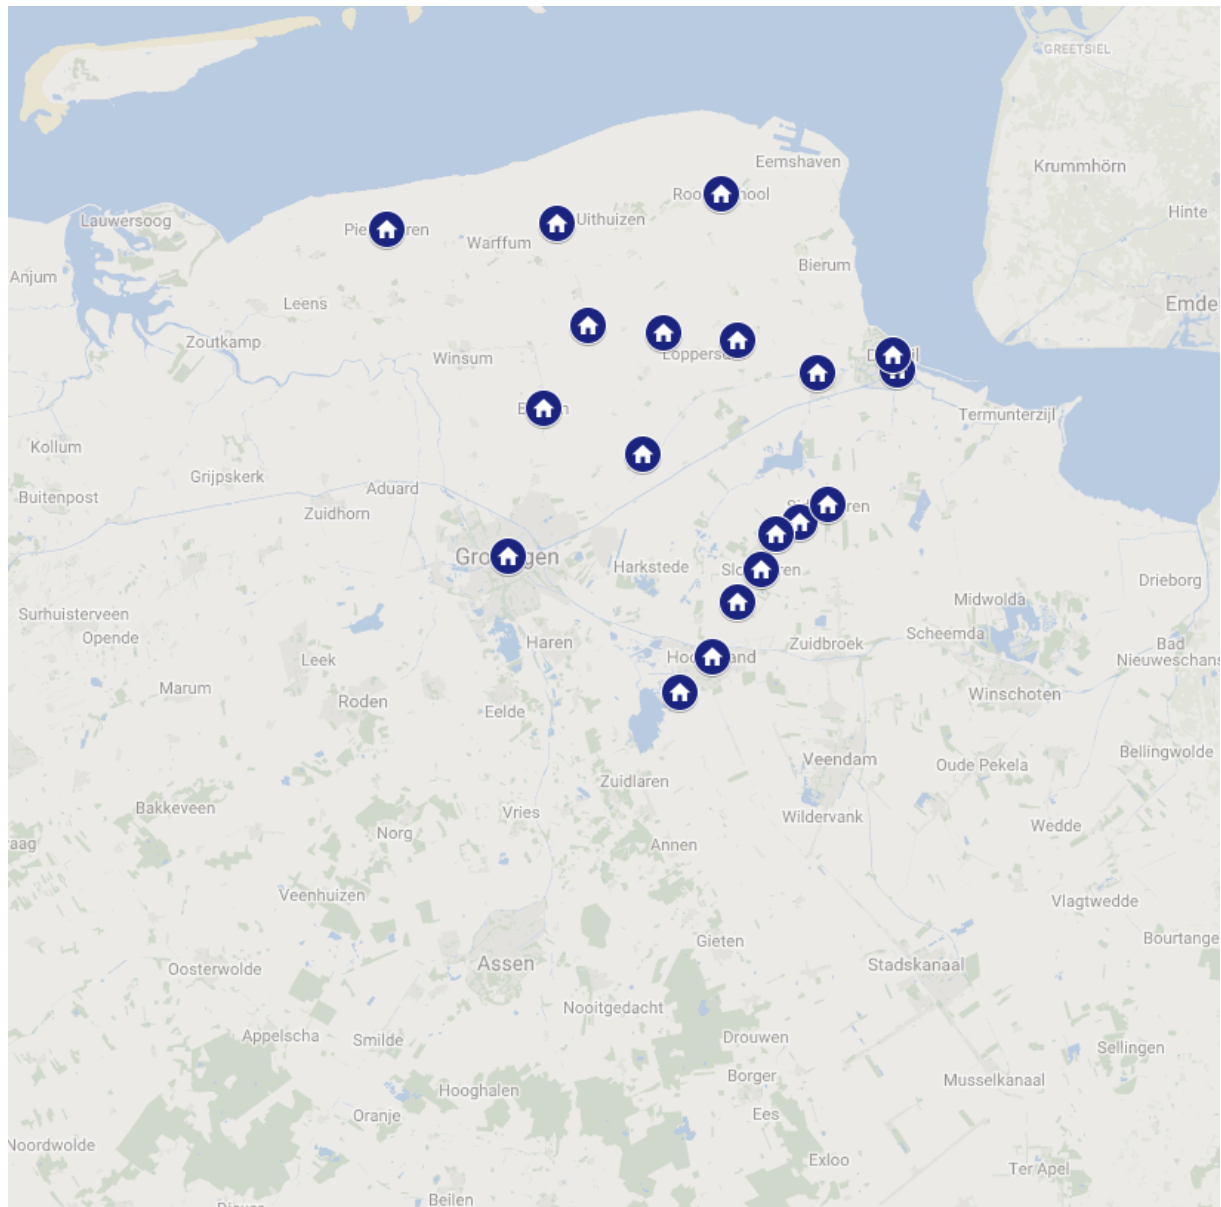 GREETSIEL
Eemshaven
Krummhörn
Hinte
Lauwersoog
Uithuizen
Warffum
Anjum
Bierum
Leens
Emde
Zoutkamp
Winsum
Termunterzijl
Kollum
Grijpskerk
Aduard
Buitenpost
Zuidhorn
Harkstede
Drieborg
Surhuisterveen
Midwolda
Opende
Haren
Zuidbroek
Scheemda
Bad
Nieuweschans
Leek
Marum
Roden
Eelde
Winschoten
Bellingwolde
Veendam
Oude Pekela
Zuidlaren
Bakkeveen
Vries
Wildervank
Norg
Annen
Wedde
aag
Veenhuizen
Vlagtwedde
Gieten
Bourtange
Oosterwolde
Assen
Stadskanaal
Nooitgedacht
Appelscha
Smilde
Drouwen
Sellingen
Borger
Musselkanaal
Hooghalen
Oranje
Ees
Noordwolde
Exloo
Ter Apel
Beilen